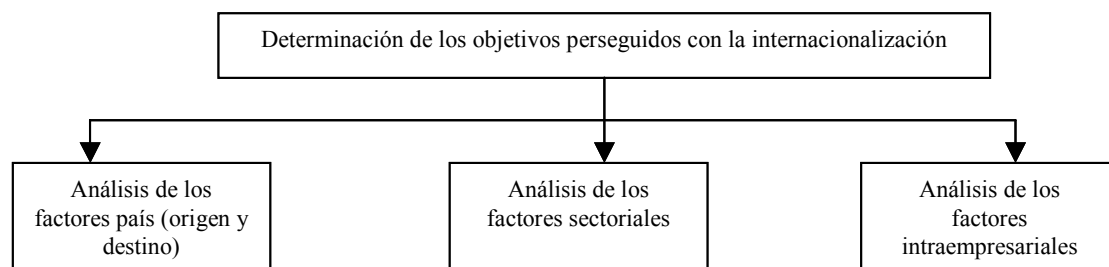 Determinación de los objetivos perseguidos con la internacionalización
Análisis de los
factores país (origen y
destino)
Análisis de los
factores sectoriales
Análisis de los
factores
intraempresariales